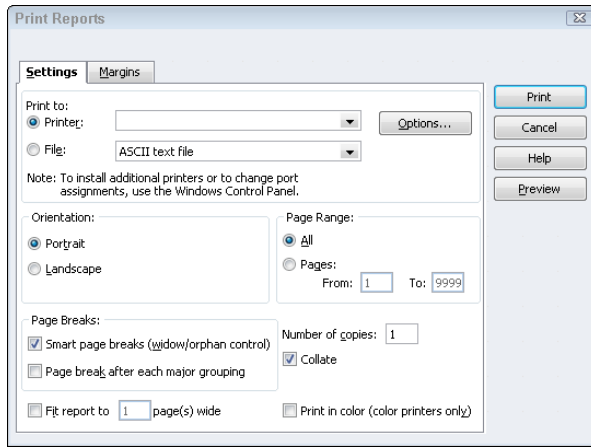 Print Reports
Settings
Margins
Print to:
Printer:
Options...
File:
ASCII text file
Note: To install additional printers or to change port
assignments, use the Windows Control Panel.
Print
Cancel
Help
Preview
Orientation:
Portrait
Landscape
Page Range:
All
Pages:
From: 1 To: 9999
Page Breaks:
Smart page breaks (widow/orphan control)
Page break after each major grouping
Number of copies: 1
Collate
Fit report to 1 page(s) wide
Print in color (color printers only)